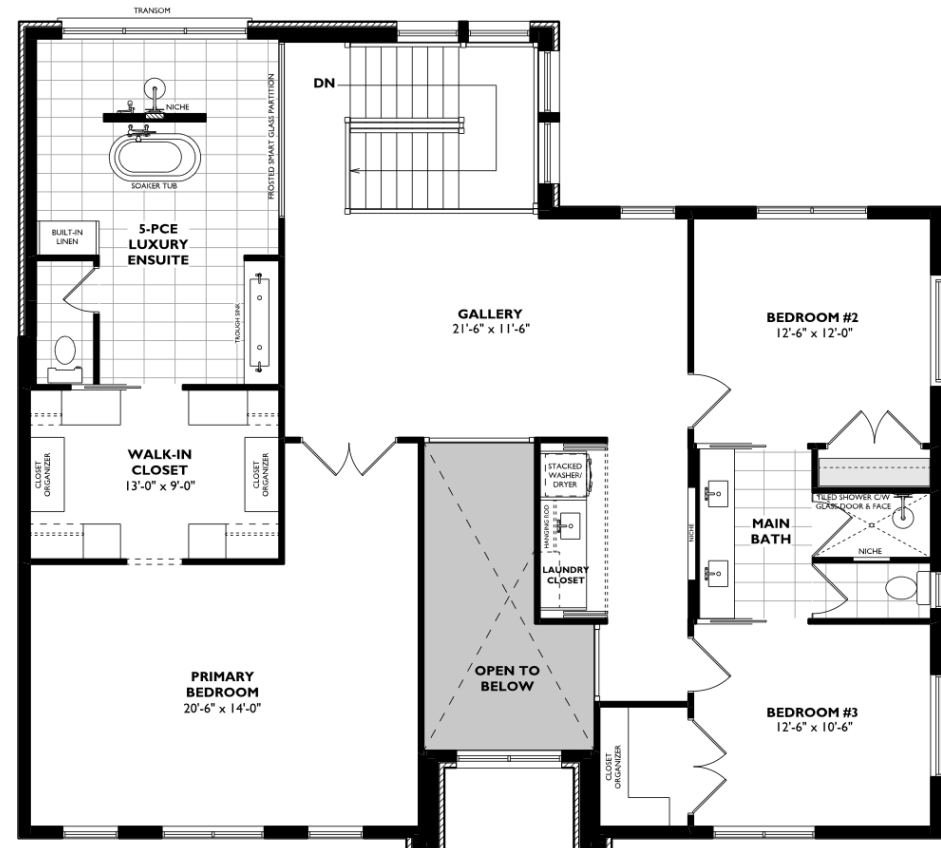 TRANSOM
DN
NICHE
FROSTED SMART GLASS PARTITION
SOAKER TUB
BUILT-IN
LINEN
5-PCE
LUXURY
ENSUITE
TROUGH SINK
GALLERY
21'-6" x 11'-6"
BEDROOM #2
12'-6" x 12'-0"
WALK-IN
CLOSET
13'-0" x 9'-0"
CLOSET
ORGANIZER
CLOSET
ORGANIZER
STACKED
WASHER/
DRYER
HANGING ROD
LAUNDRY
CLOSET
NICHE
MAIN
BATH
TILED SHOWER C/W
GLASS DOOR & FACE
NICHE
PRIMARY
BEDROOM
20'-6" x 14'-0"
OPEN TO
BELOW
BEDROOM #3
12'-6" x 10'-6"
CLOSET
ORGANIZER